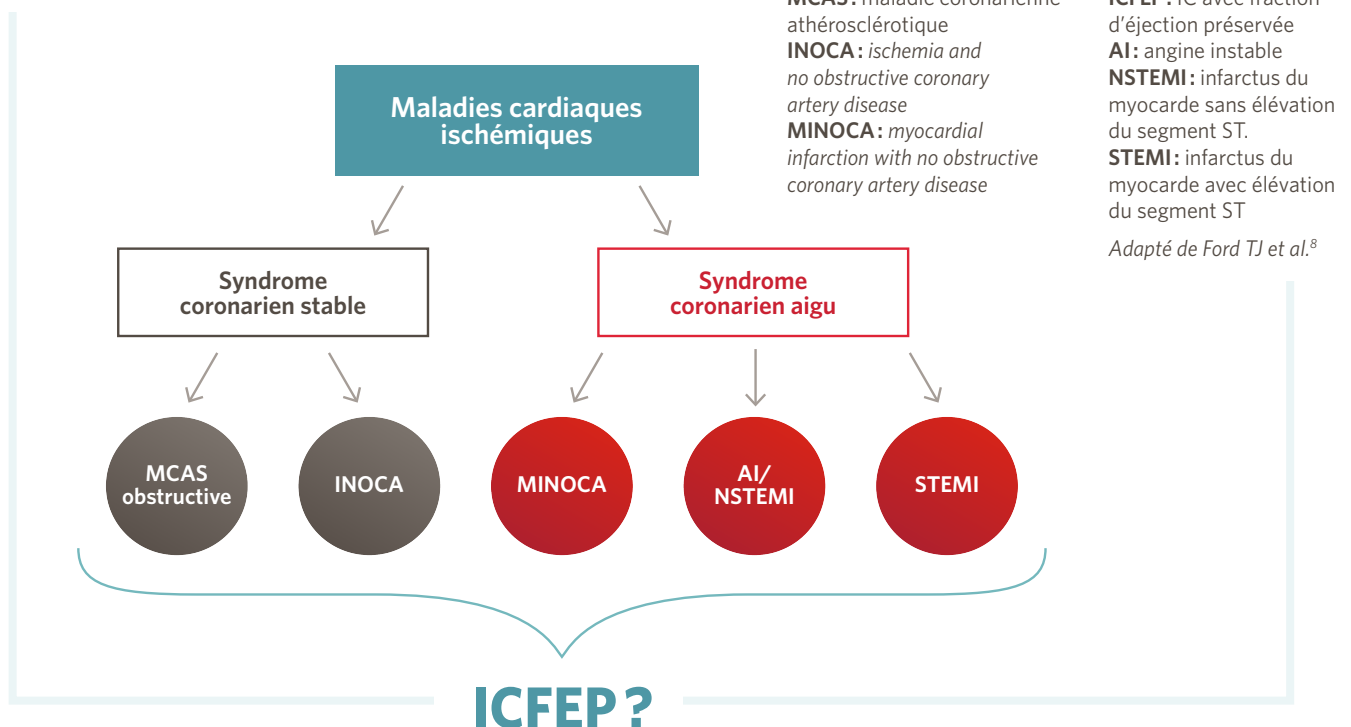 MCAS : maladie coronarienne
athérosclérotique
INOCA : ischemia and
no obstructive coronary
artery disease
MINOCA : myocardial
infarction with no obstructive
coronary artery disease
ICFEP : IC avec fraction
d'éjection préservée
AI : angine instable
NSTEMI : infarctus du
myocarde sans élévation
du segment ST.
STEMI : infarctus du
myocarde avec élévation
du segment ST
Adapté de Ford TJ et al.8
Maladies cardiaques
ischémiques
Syndrome
coronarien stable
Syndrome
coronarien aigu
MCAS
obstructive
INOCA
MINOCA
AI/
NSTEMI
STEMI
ICFEP ?